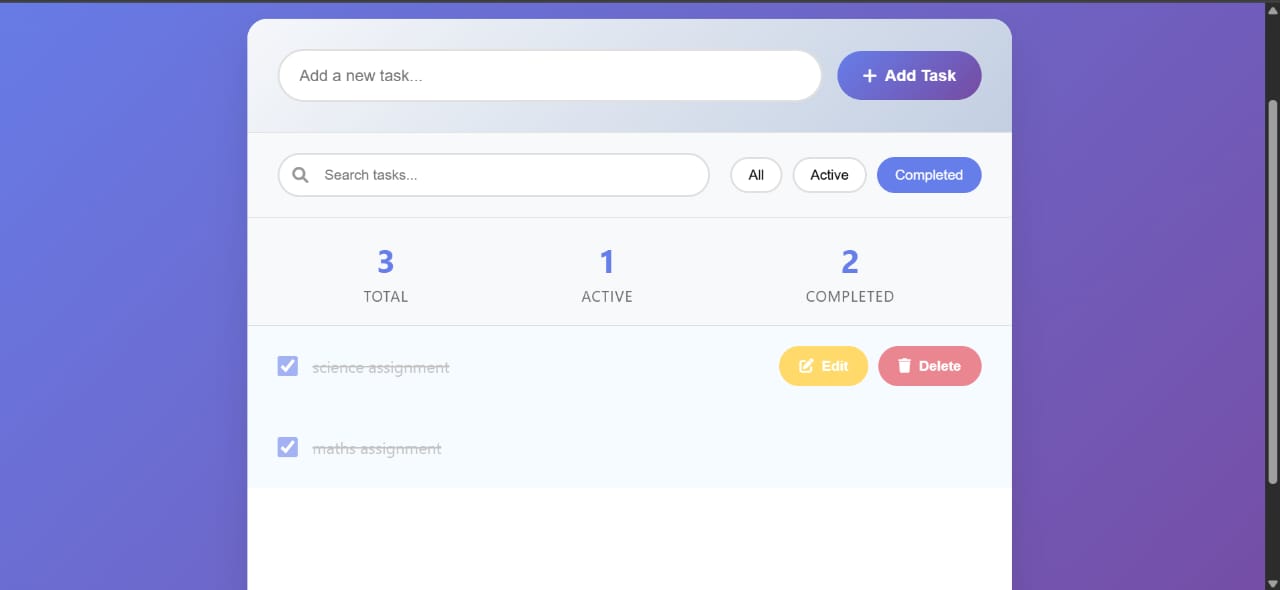 Add a new task...
Add Task
Search tasks...
All
Active
Completed
3
1
2
TOTAL
ACTIVE
COMPLETED
science assignment
Edit
Delete
maths assignment